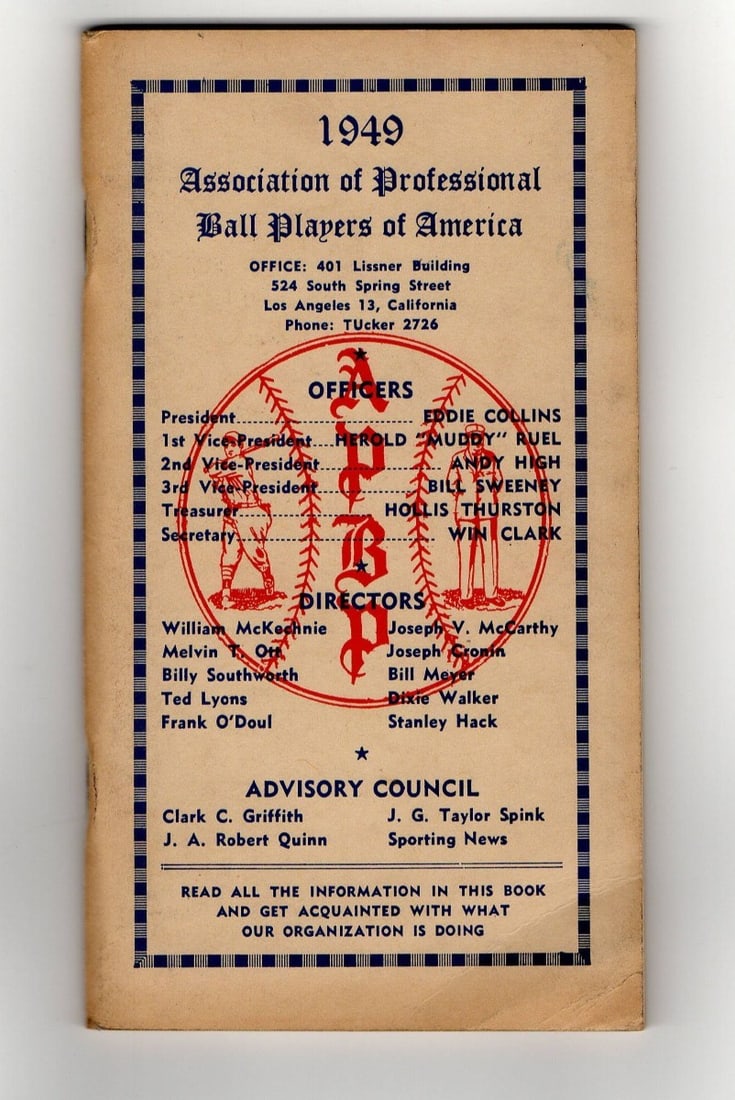 1949
Association of Professional
Ball Players of America
OFFICE: 401 Lissner Building
524 South Spring Street
Los Angeles 13, California
Phone: TUcker 2726
A P B P
OFFICERS
President EDDIE COLLINS
1st Vice-President HEROLD "MUDDY" RUEL
2nd Vice-President ANDY HIGH
3rd Vice-President BILL SWEENEY
Treasurer HOLLIS THURSTON
Secretary WIN CLARK
DIRECTORS
William McKechnie Joseph V. McCarthy
Melvin T. Ott Joseph Cronin
Billy Southworth Bill Meyer
Ted Lyons Dixie Walker
Frank O'Doul Stanley Hack
ADVISORY COUNCIL
Clark C. Griffith J. G. Taylor Spink
J. A. Robert Quinn Sporting News
READ ALL THE INFORMATION IN THIS BOOK
AND GET ACQUAINTED WITH WHAT
OUR ORGANIZATION IS DOING